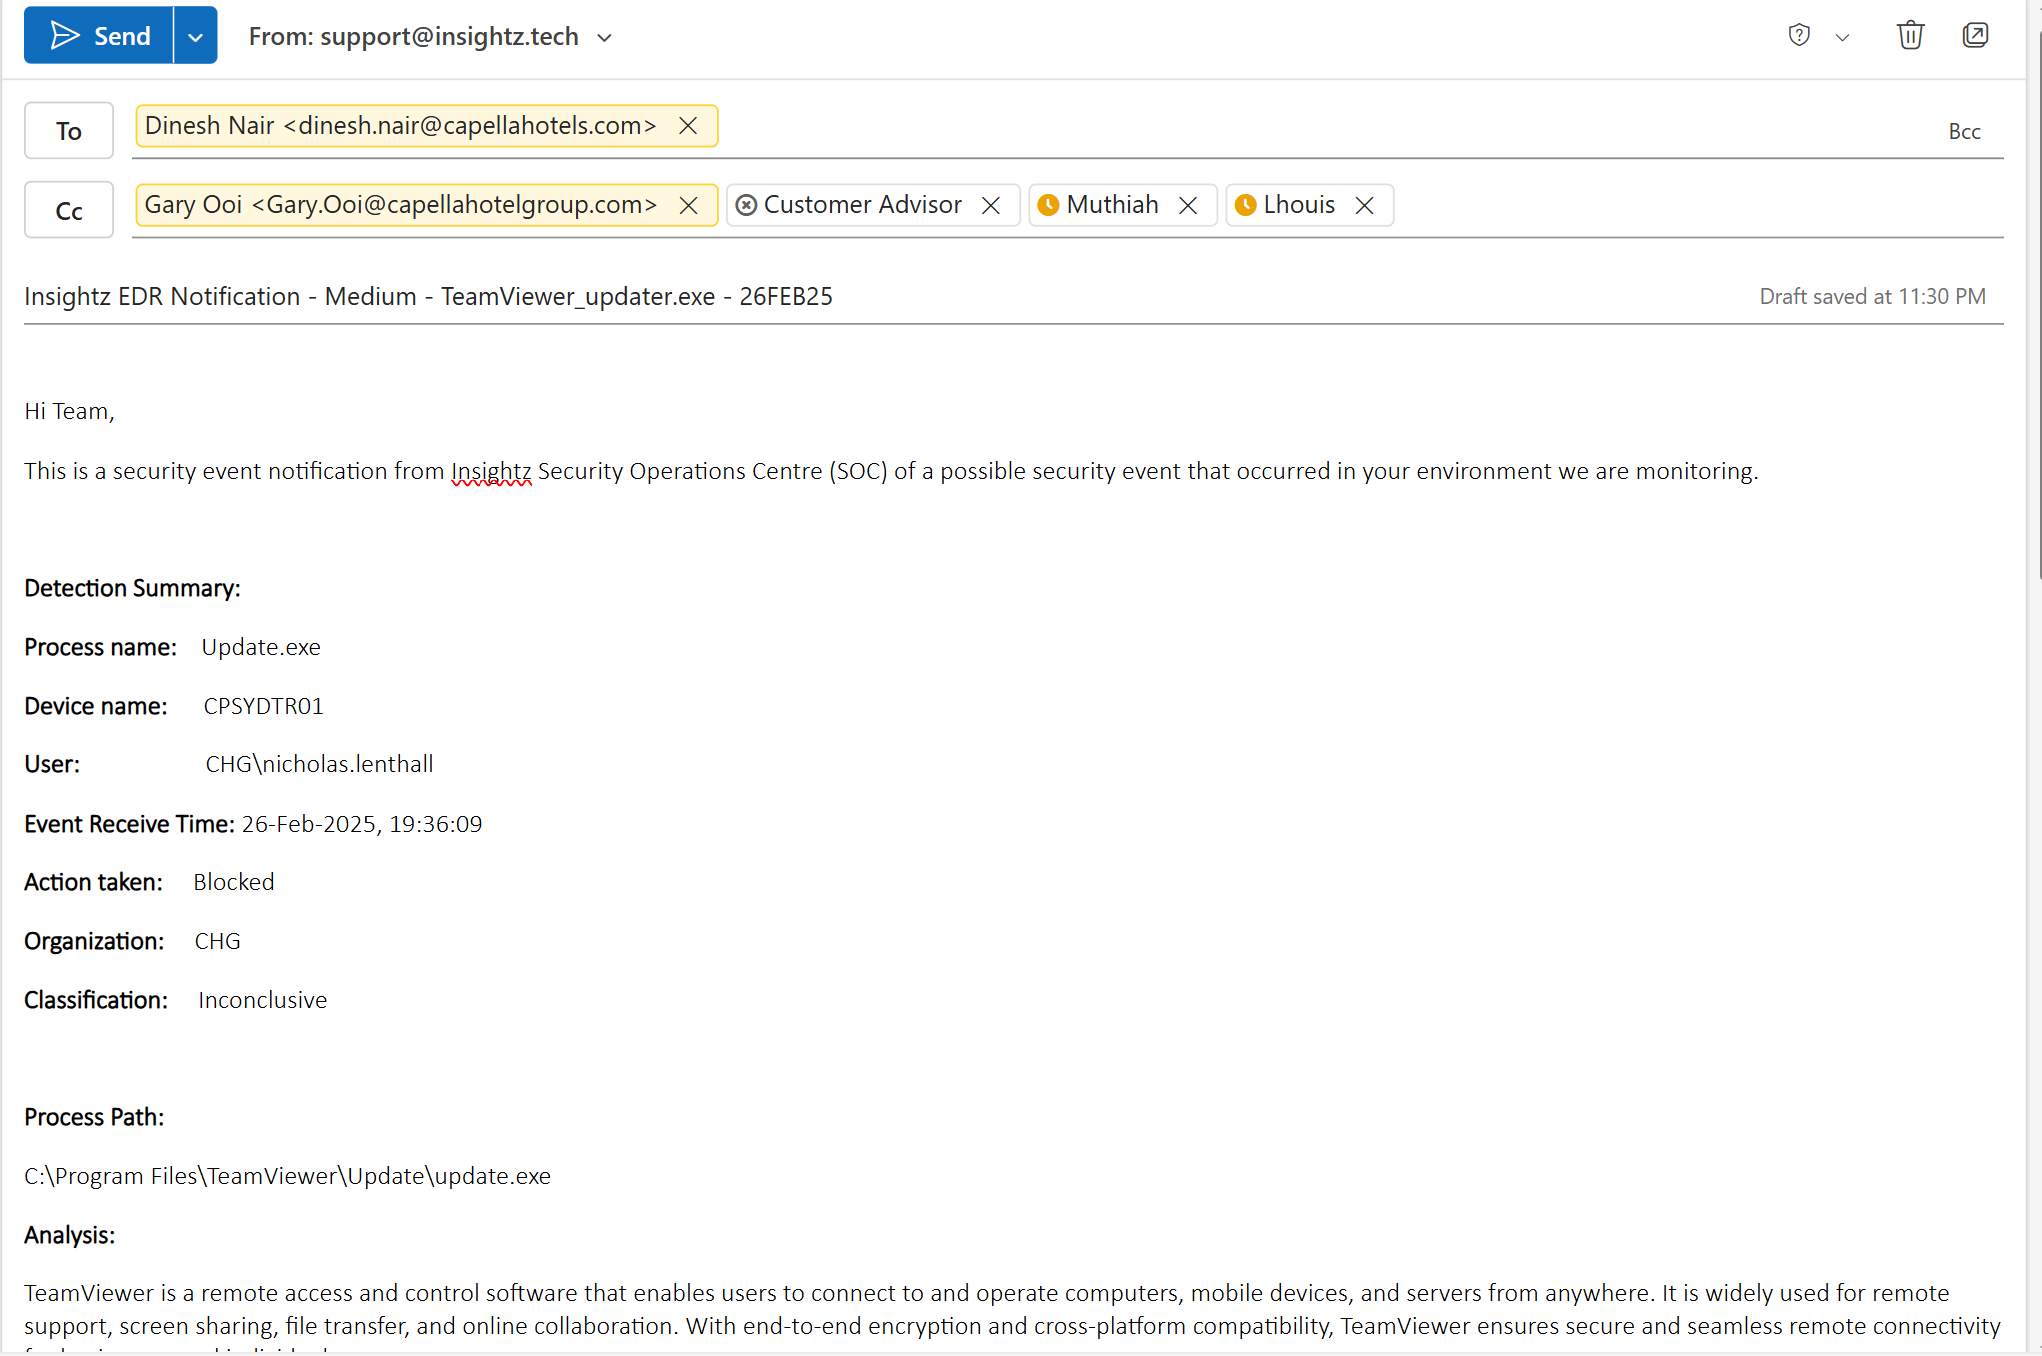 Send From: support@insightz.tech
To Dinesh Nair <dinesh.nair@capellahotels.com> Bcc
Cc Gary Ooi <Gary.Ooi@capellahotelgroup.com> Customer Advisor Muthiah Lhouis
Insightz EDR Notification - Medium - TeamViewer_updater.exe - 26FEB25 Draft saved at 11:30 PM
Hi Team,
This is a security event notification from Insightz Security Operations Centre (SOC) of a possible security event that occurred in your environment we are monitoring.
Detection Summary:
Process name: Update.exe
Device name: CPSYDTR01
User: CHG\nicholas.lenthall
Event Receive Time: 26-Feb-2025, 19:36:09
Action taken: Blocked
Organization: CHG
Classification: Inconclusive
Process Path:
C:\Program Files\TeamViewer\Update\update.exe
Analysis:
TeamViewer is a remote access and control software that enables users to connect to and operate computers, mobile devices, and servers from anywhere. It is widely used for remote
support, screen sharing, file transfer, and online collaboration. With end-to-end encryption and cross-platform compatibility, TeamViewer ensures secure and seamless remote connectivity